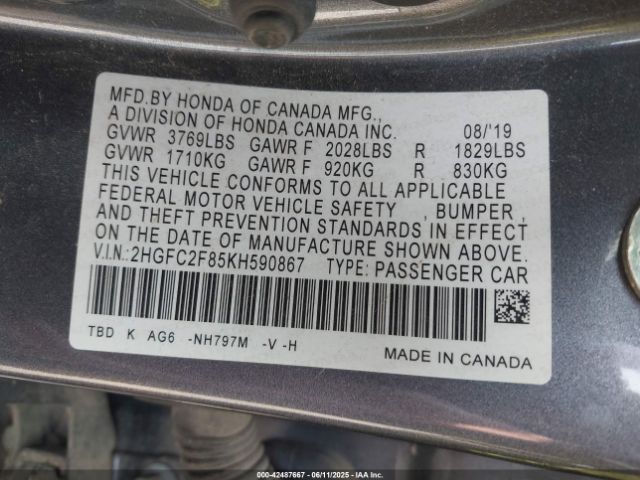 MFD.BY HONDA OF CANADA MFG.,
A DIVISION OF HONDA CANADA INC. 08/'19
GVWR 3769LBS GAWR F 2028LBS R 1829LBS
GVWR 1710KG GAWR F 920KG R 830KG
THIS VEHICLE CONFORMS TO ALL APPLICABLE
FEDERAL MOTOR VEHICLE SAFETY , BUMPER ,
AND THEFT PREVENTION STANDARDS IN EFFECT
ON THE DATE OF MANUFACTURE SHOWN ABOVE.
V.I.N.:2HGFC2F85KH590867 TYPE: PASSENGER CAR
TBD K AG6 -NH797M -V -H
MADE IN CANADA
000-42487667 - 06/11/2025 - IAA Inc.